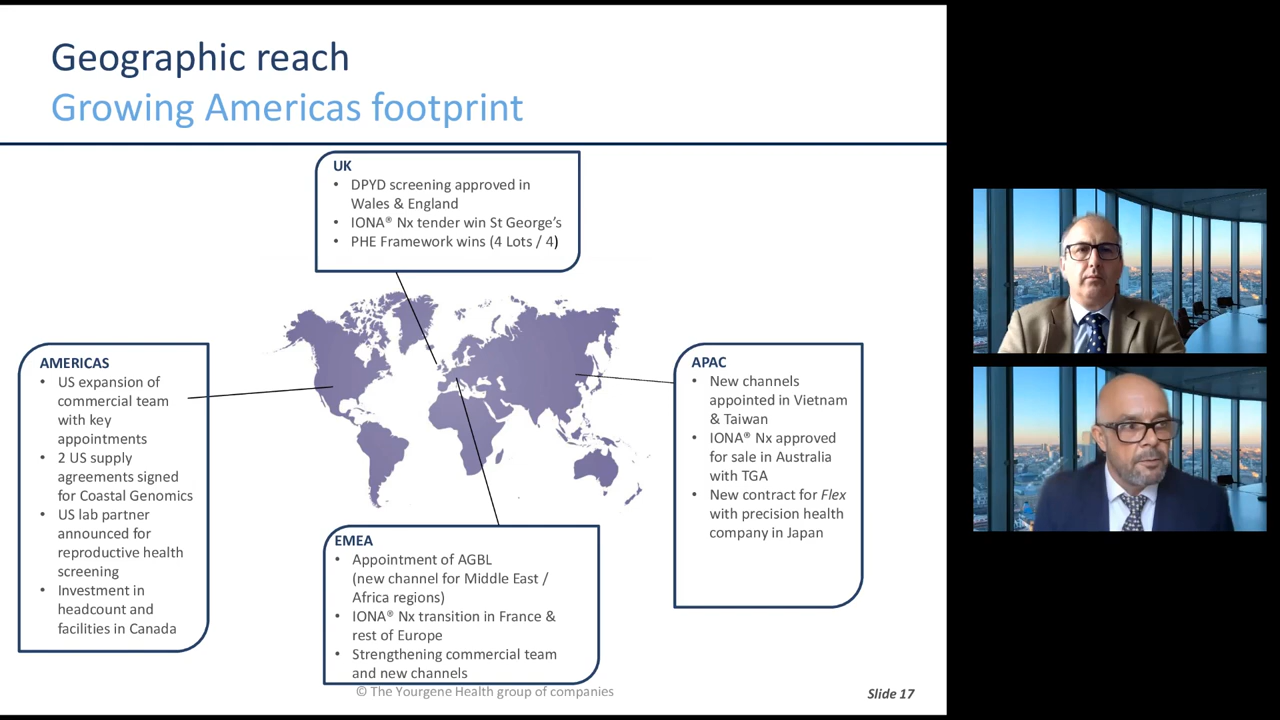 Geographic reach
Growing Americas footprint
UK
• DPYD screening approved in
Wales & England
• IONA® Nx tender win St George’s
• PHE Framework wins (4 Lots / 4)
AMERICAS
• US expansion of
commercial team
with key
appointments
• 2 US supply
agreements signed
for Coastal Genomics
• US lab partner
announced for
reproductive health
screening
• Investment in
headcount and
facilities in Canada
APAC
• New channels
appointed in Vietnam
& Taiwan
• IONA® Nx approved
for sale in Australia
with TGA
• New contract for Flex
with precision health
company in Japan
EMEA
• Appointment of AGBL
(new channel for Middle East /
Africa regions)
• IONA® Nx transition in France &
rest of Europe
• Strengthening commercial team
and new channels
© The Yourgene Health group of companies
Slide 17